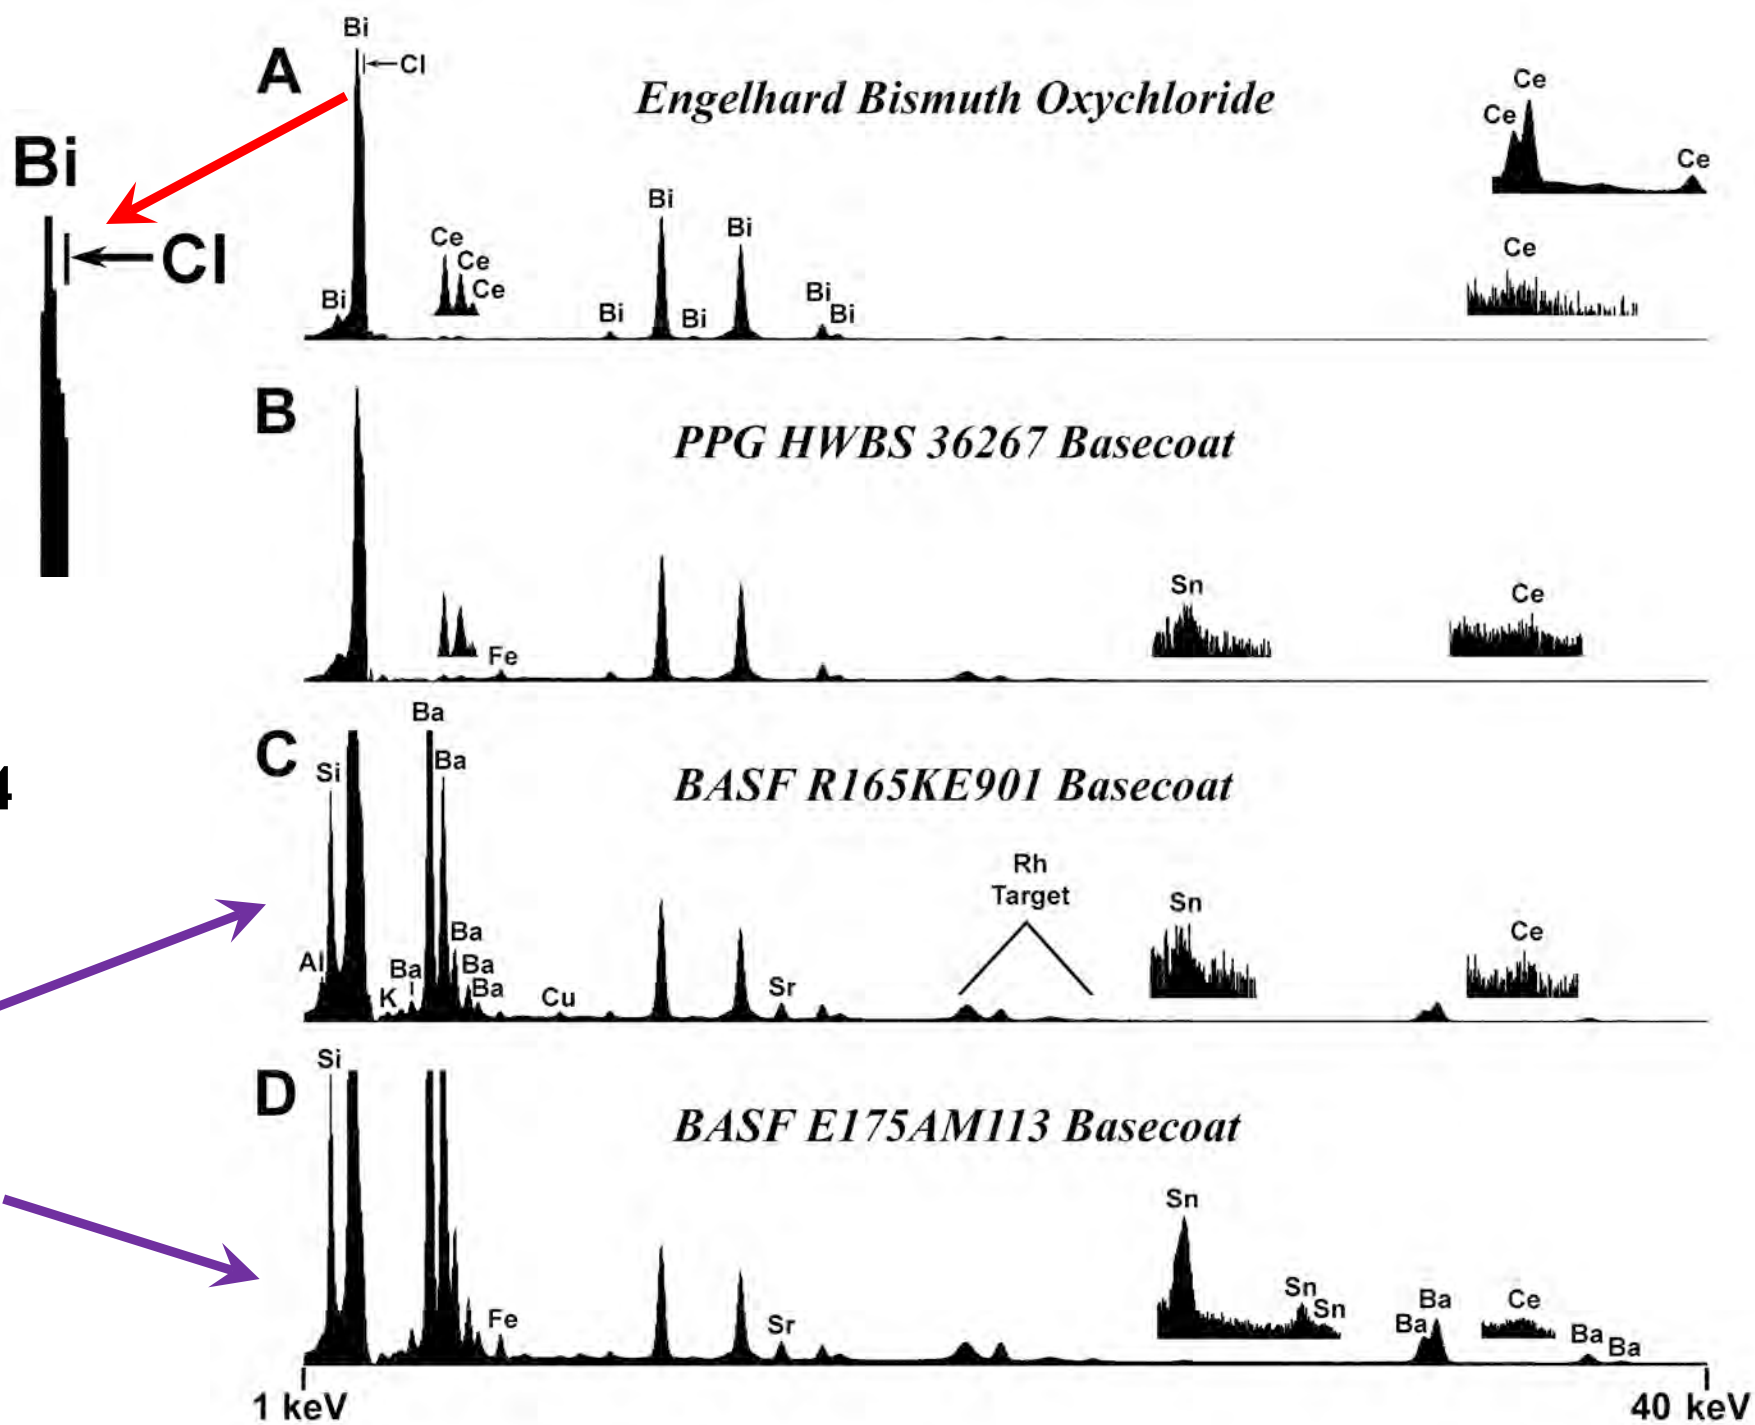 Bi
Cl
A
Bi
Cl
Engelhard Bismuth Oxychloride
Bi
Ce
Ce
Ce
Bi
Bi
Bi
Bi
Bi
Bi
Ce
Ce
Ce
Ce
B
PPG HWBS 36267 Basecoat
Fe
Sn
Ce
4
C
BASF R165KE901 Basecoat
Al
Si
K
Ba
Ba
Ba
Ba
Ba
Ba
Cu
Sr
Rh
Target
Sn
Ce
D
BASF E175AM113 Basecoat
Si
Fe
Sr
Sn
Sn
Sn
Ba
Ba
Ce
Ba
Ba
1 keV
40 keV